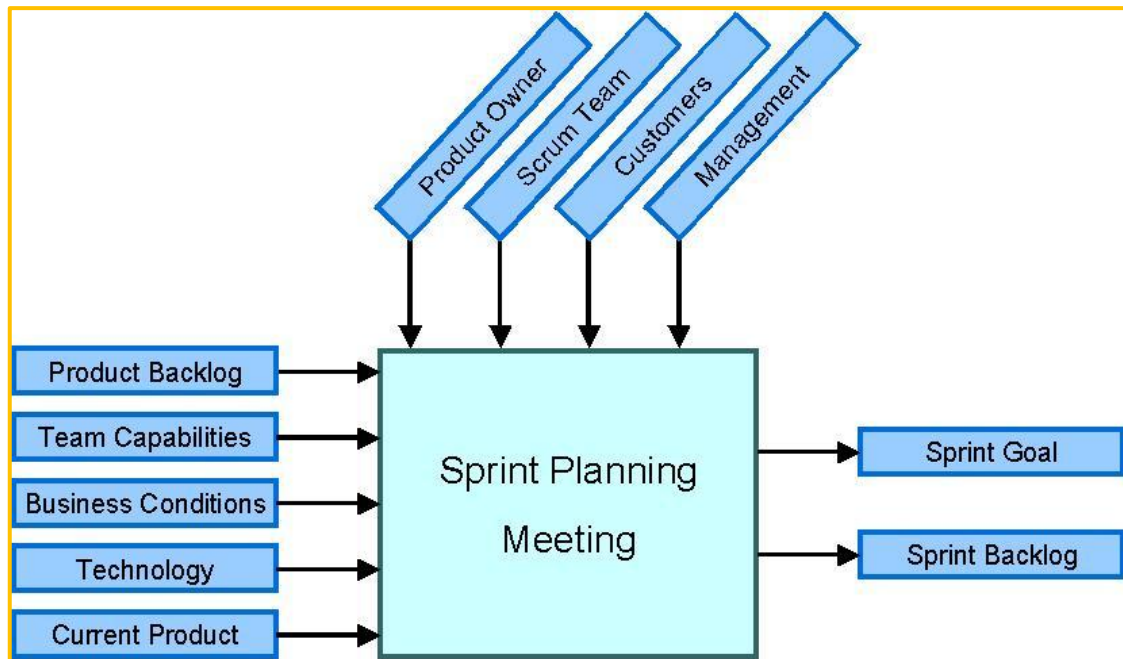 Product Owner
Scrum Team
Customers
Management
Product Backlog
Team Capabilities
Business Conditions
Technology
Current Product
Sprint Planning
Meeting
Sprint Goal
Sprint Backlog